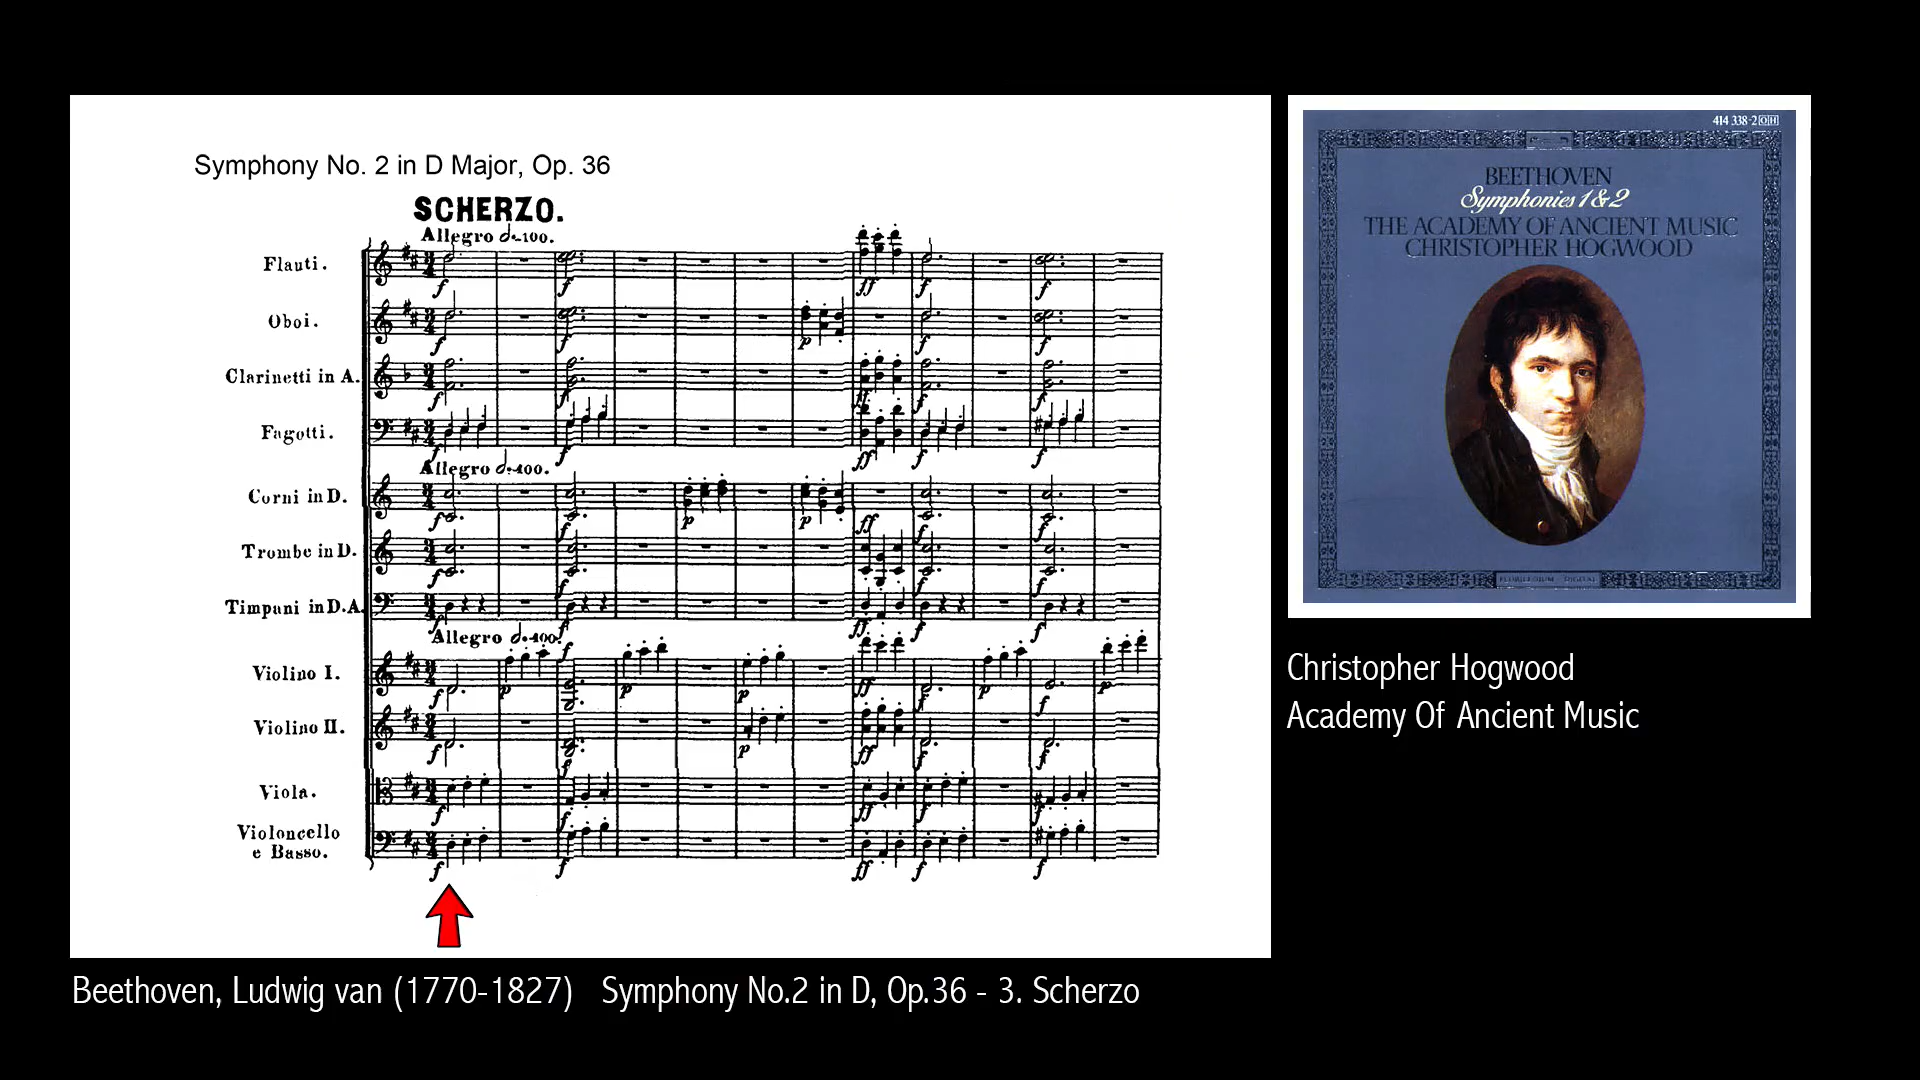 Symphony No. 2 in D Major, Op. 36
SCHERZO.
Allegro 𝅗𝅥.=100.
Flauti.
Oboi.
Clarinetti in A.
Fagotti.
Allegro 𝅗𝅥.=100.
Corni in D.
Trombe in D.
Timpani in D.A.
Allegro 𝅗𝅥.=100.
Violino I.
Violino II.
Viola.
Violoncello
e Basso.
414 338-2 OH
BEETHOVEN
Symphonies 1 & 2
THE ACADEMY OF ANCIENT MUSIC
CHRISTOPHER HOGWOOD
Christopher Hogwood
Academy Of Ancient Music
Beethoven, Ludwig van (1770-1827) Symphony No.2 in D, Op.36 - 3. Scherzo